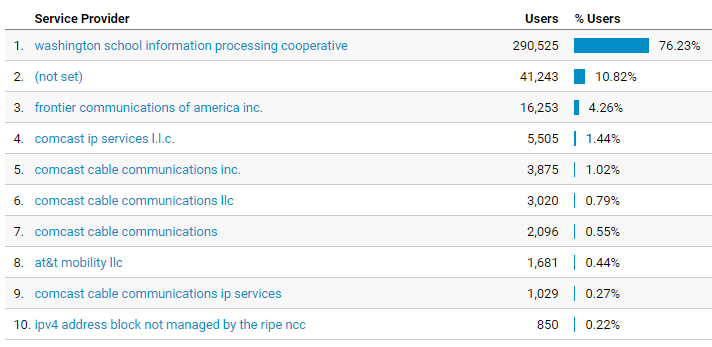 Service Provider Users % Users
1. washington school information processing cooperative 290,525 76.23%
2. (not set) 41,243 10.82%
3. frontier communications of america inc. 16,253 4.26%
4. comcast ip services l.l.c. 5,505 1.44%
5. comcast cable communications inc. 3,875 1.02%
6. comcast cable communications llc 3,020 0.79%
7. comcast cable communications 2,096 0.55%
8. at&t mobility llc 1,681 0.44%
9. comcast cable communications ip services 1,029 0.27%
10. ipv4 address block not managed by the ripe ncc 850 0.22%